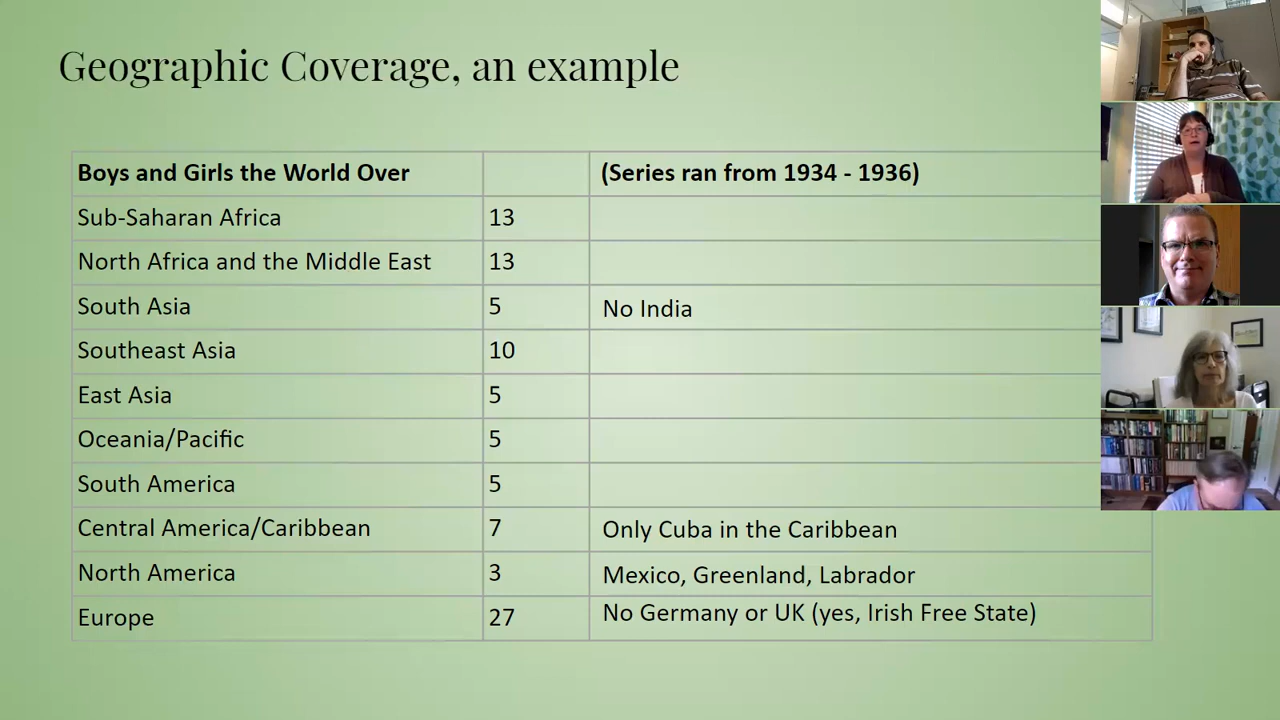 Geographic Coverage, an example
Boys and Girls the World Over (Series ran from 1934 - 1936)
Sub-Saharan Africa 13
North Africa and the Middle East 13
South Asia 5 No India
Southeast Asia 10
East Asia 5
Oceania/Pacific 5
South America 5
Central America/Caribbean 7 Only Cuba in the Caribbean
North America 3 Mexico, Greenland, Labrador
Europe 27 No Germany or UK (yes, Irish Free State)